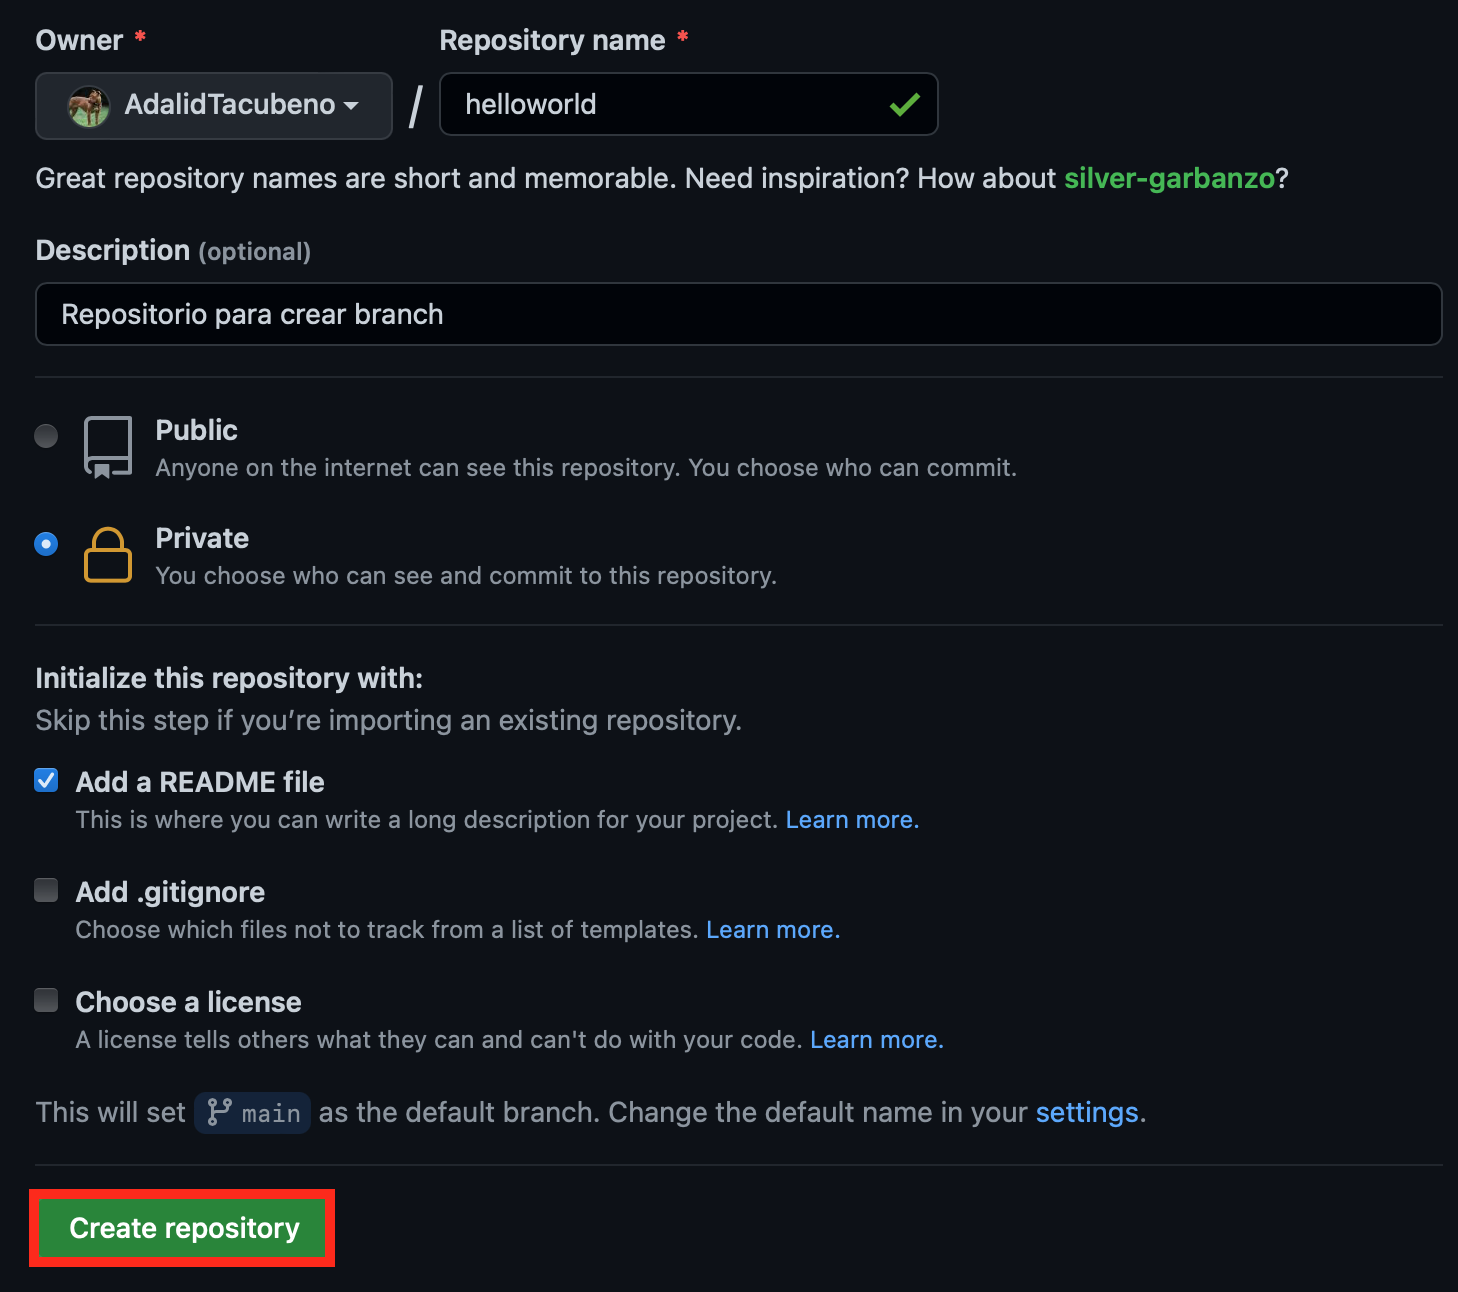 Owner * Repository name *
AdalidTacubeno / helloworld
Great repository names are short and memorable. Need inspiration? How about silver-garbanzo?
Description (optional)
Repositorio para crear branch
Public
Anyone on the internet can see this repository. You choose who can commit.
Private
You choose who can see and commit to this repository.
Initialize this repository with:
Skip this step if you’re importing an existing repository.
Add a README file
This is where you can write a long description for your project. Learn more.
Add .gitignore
Choose which files not to track from a list of templates. Learn more.
Choose a license
A license tells others what they can and can't do with your code. Learn more.
This will set main as the default branch. Change the default name in your settings.
Create repository